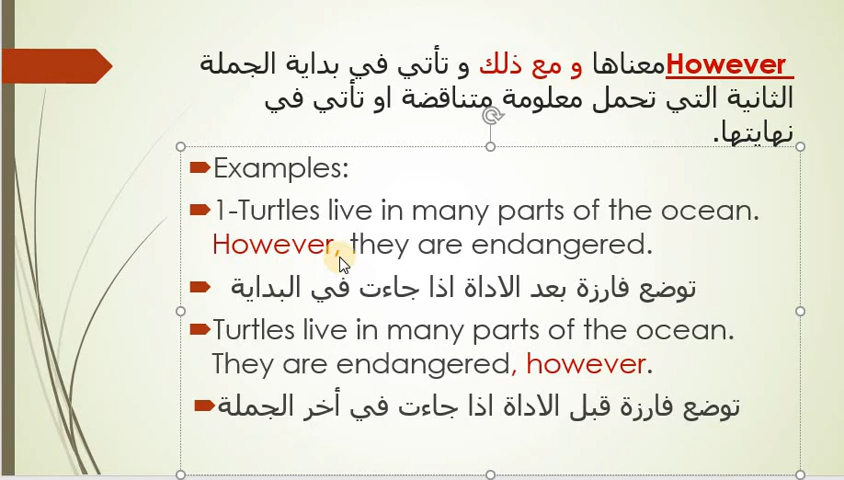 However معناها و مع ذلك و تأتي في بداية الجملة
الثانية التي تحمل معلومة متناقضة او تأتي في
نهايتها.
Examples:
1-Turtles live in many parts of the ocean.
However, they are endangered.
توضع فارزة بعد الاداة اذا جاءت في البداية
Turtles live in many parts of the ocean.
They are endangered, however.
توضع فارزة قبل الاداة اذا جاءت في أخر الجملة